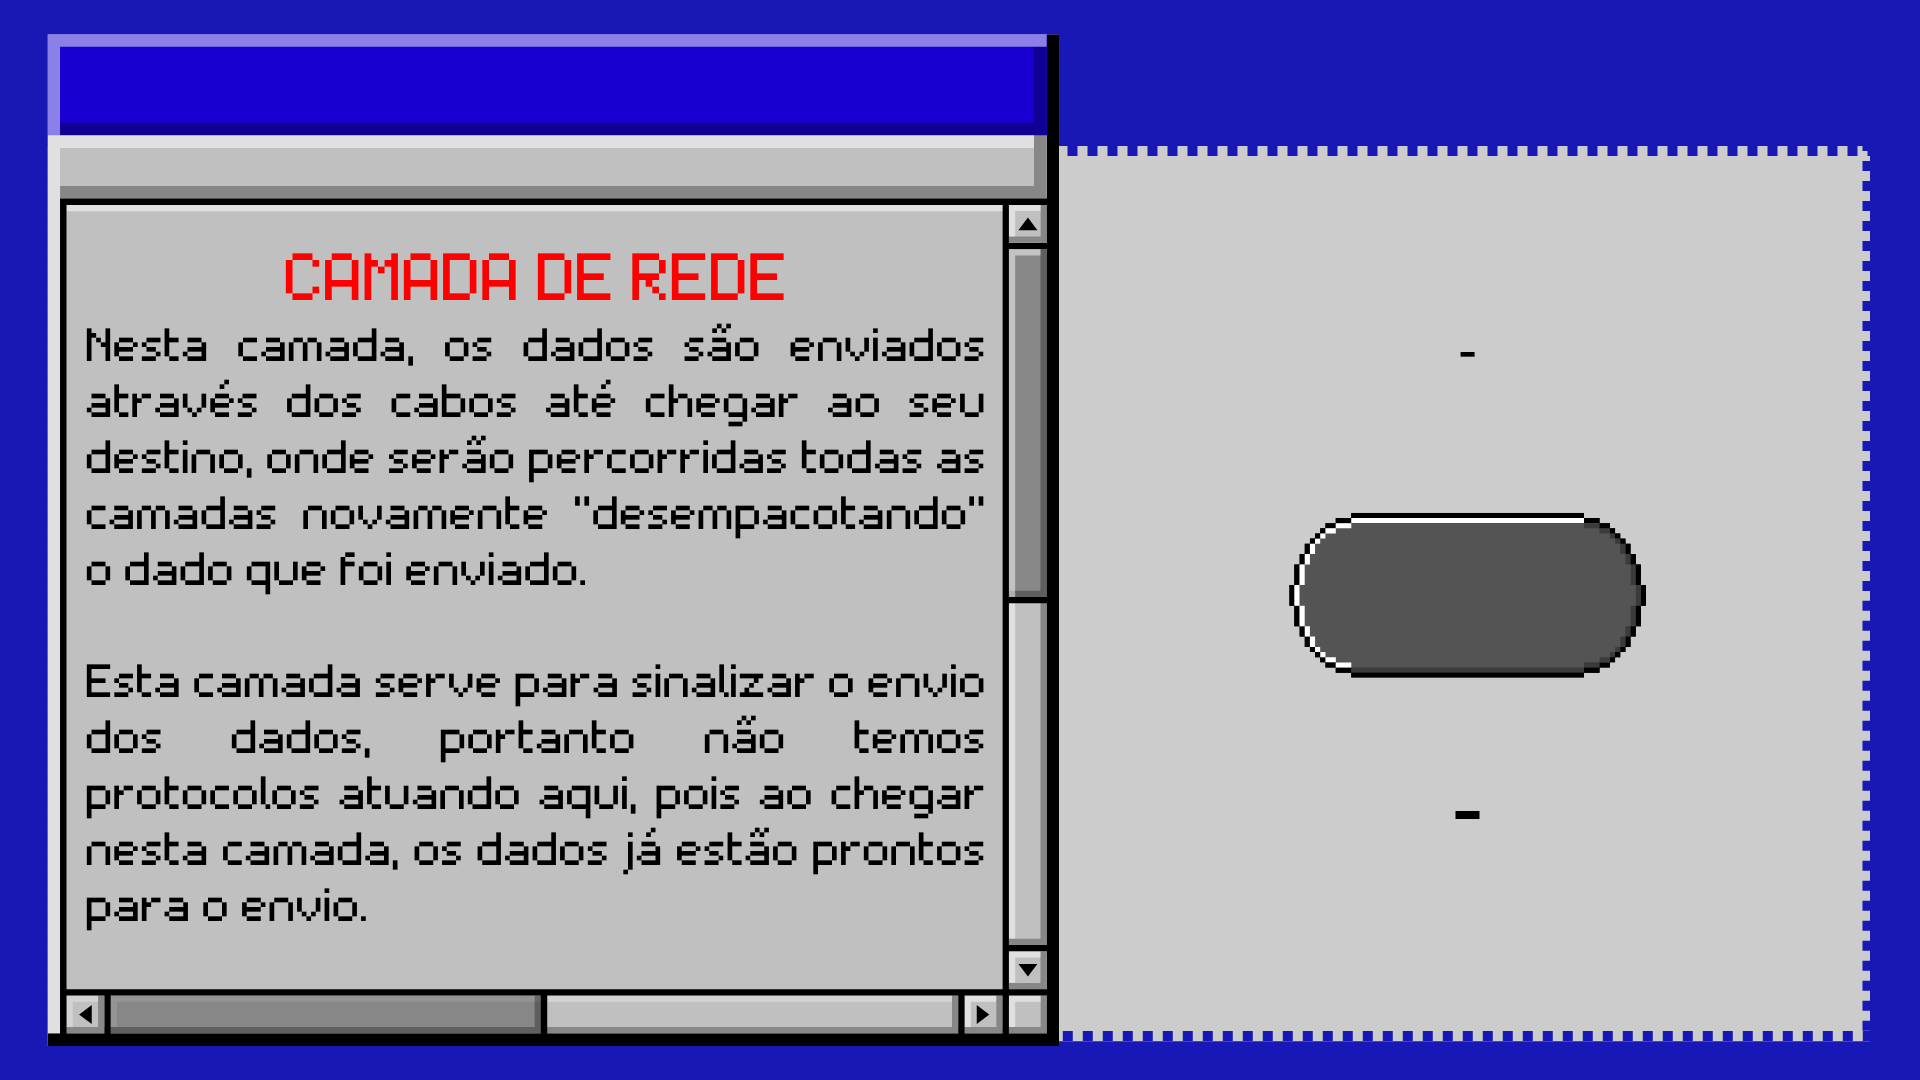 CAMADA DE REDE
Nesta camada, os dados são enviados
através dos cabos até chegar ao seu
destino, onde serão percorridas todas as
camadas novamente "desempacotando"
o dado que foi enviado.
Esta camada serve para sinalizar o envio
dos dados, portanto não temos
protocolos atuando aqui, pois ao chegar
nesta camada, os dados já estão prontos
para o envio.
-
-